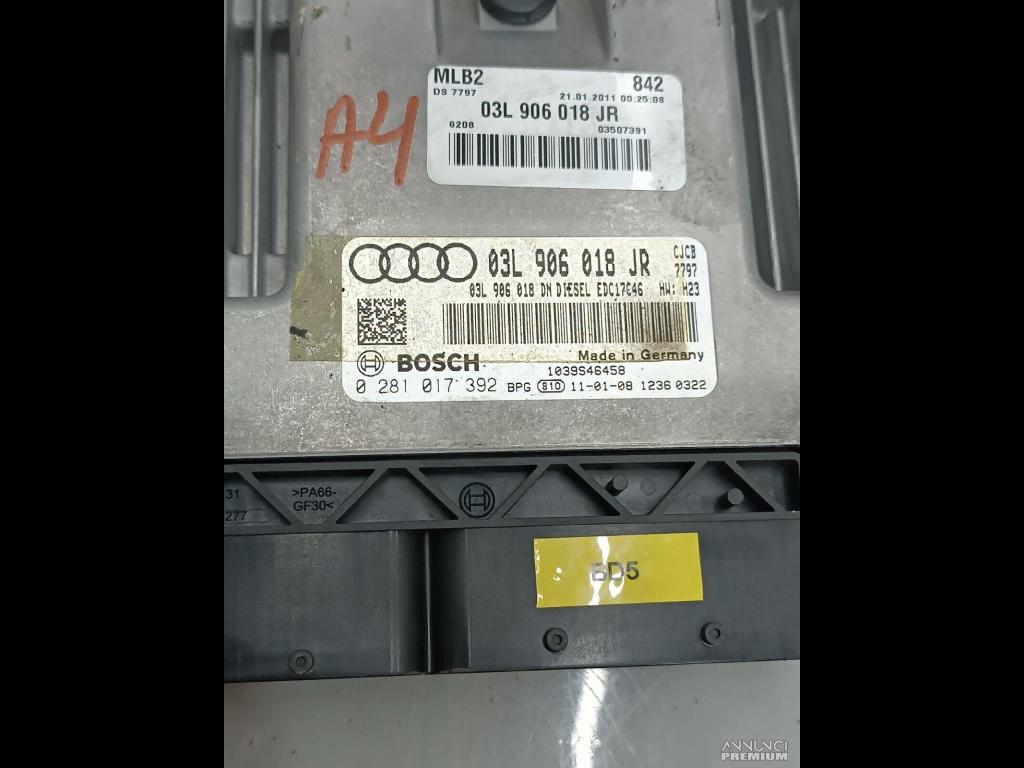 MLB2 842
DS 7797 21.01.2011 00:25:08
03L 906 018 JR
6208 03507391
A4
03L 906 018 JR CJCB
7797
03L 906 018 DN DIESEL EDC17C46 HW: H23
BOSCH Made in Germany
1039S46458
0 281 017 392 BPG 810 11-01-08 1236 0322
31 >PA66-
277 GF30<
BD5
ANNUNCI
PREMIUM